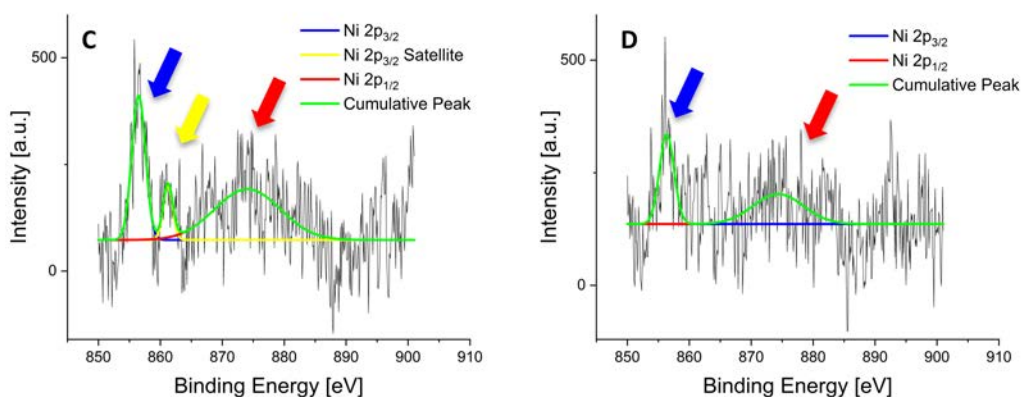 C
Ni 2p3/2
Ni 2p3/2 Satellite
Ni 2p1/2
Cumulative Peak
500
0
Intensity [a.u.]
850 860 870 880 890 900 910
Binding Energy [eV]
D
Ni 2p3/2
Ni 2p1/2
Cumulative Peak
500
0
Intensity [a.u.]
850 860 870 880 890 900 910
Binding Energy [eV]